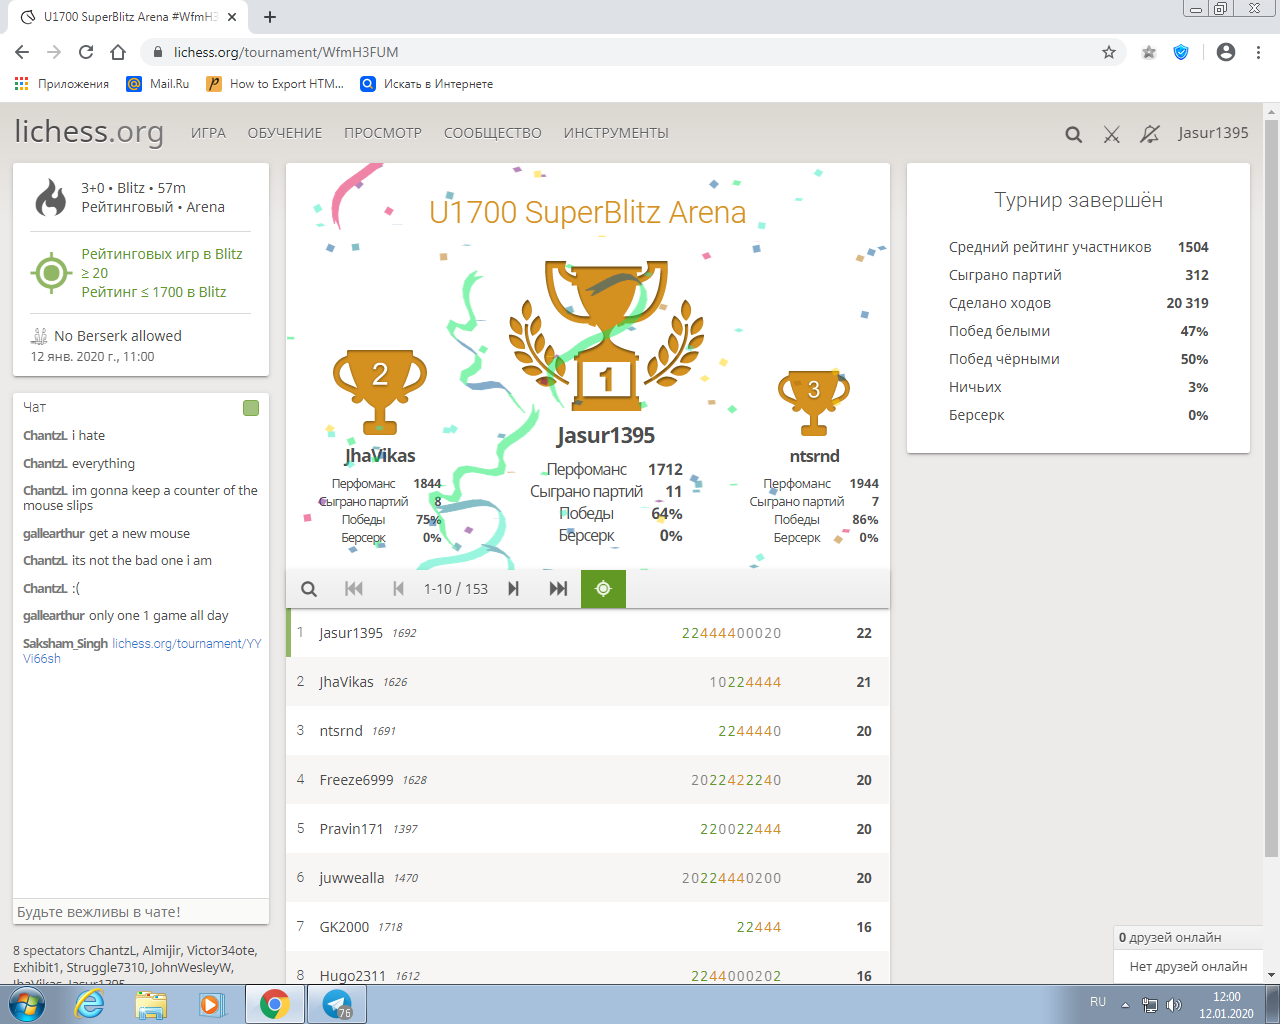 U1700 SuperBlitz Arena #WfmH3
lichess.org/tournament/WfmH3FUM
Приложения
Mail.Ru
How to Export HTM...
Искать в Интернете
lichess.org
ИГРА
ОБУЧЕНИЕ
ПРОСМОТР
СООБЩЕСТВО
ИНСТРУМЕНТЫ
Jasur1395
3+0 • Blitz • 57m
Рейтинговый • Arena
Рейтинговых игр в Blitz
≥ 20
Рейтинг ≤ 1700 в Blitz
No Berserk allowed
12 янв. 2020 г., 11:00
Чат
ChantzL i hate
ChantzL everything
ChantzL im gonna keep a counter of the
mouse slips
gallearthur get a new mouse
ChantzL its not the bad one i am
ChantzL :(
gallearthur only one 1 game all day
Saksham_Singh lichess.org/tournament/YY
Vi66sh
Будьте вежливы в чате!
8 spectators ChantzL, Almijir, Victor34ote,
Exhibit1, Struggle7310, JohnWesleyW,
JhaVikas, Jasur1395
U1700 SuperBlitz Arena
2
1
3
JhaVikas
Перфоманс 1844
Сыграно партий 8
Победы 75%
Берсерк 0%
Jasur1395
Перфоманс 1712
Сыграно партий 11
Победы 64%
Берсерк 0%
ntsrnd
Перфоманс 1944
Сыграно партий 7
Победы 86%
Берсерк 0%
1-10 / 153
1 Jasur1395 1692 22444400020 22
2 JhaVikas 1626 10224444 21
3 ntsrnd 1691 2244440 20
4 Freeze6999 1628 2022422240 20
5 Pravin171 1397 220022444 20
6 juwwealla 1470 20224440200 20
7 GK2000 1718 22444 16
8 Hugo2311 1612 2244000202 16
Турнир завершён
Средний рейтинг участников 1504
Сыграно партий 312
Сделано ходов 20 319
Побед белыми 47%
Побед чёрными 50%
Ничьих 3%
Берсерк 0%
0 друзей онлайн
Нет друзей онлайн
76
RU
12:00
12.01.2020